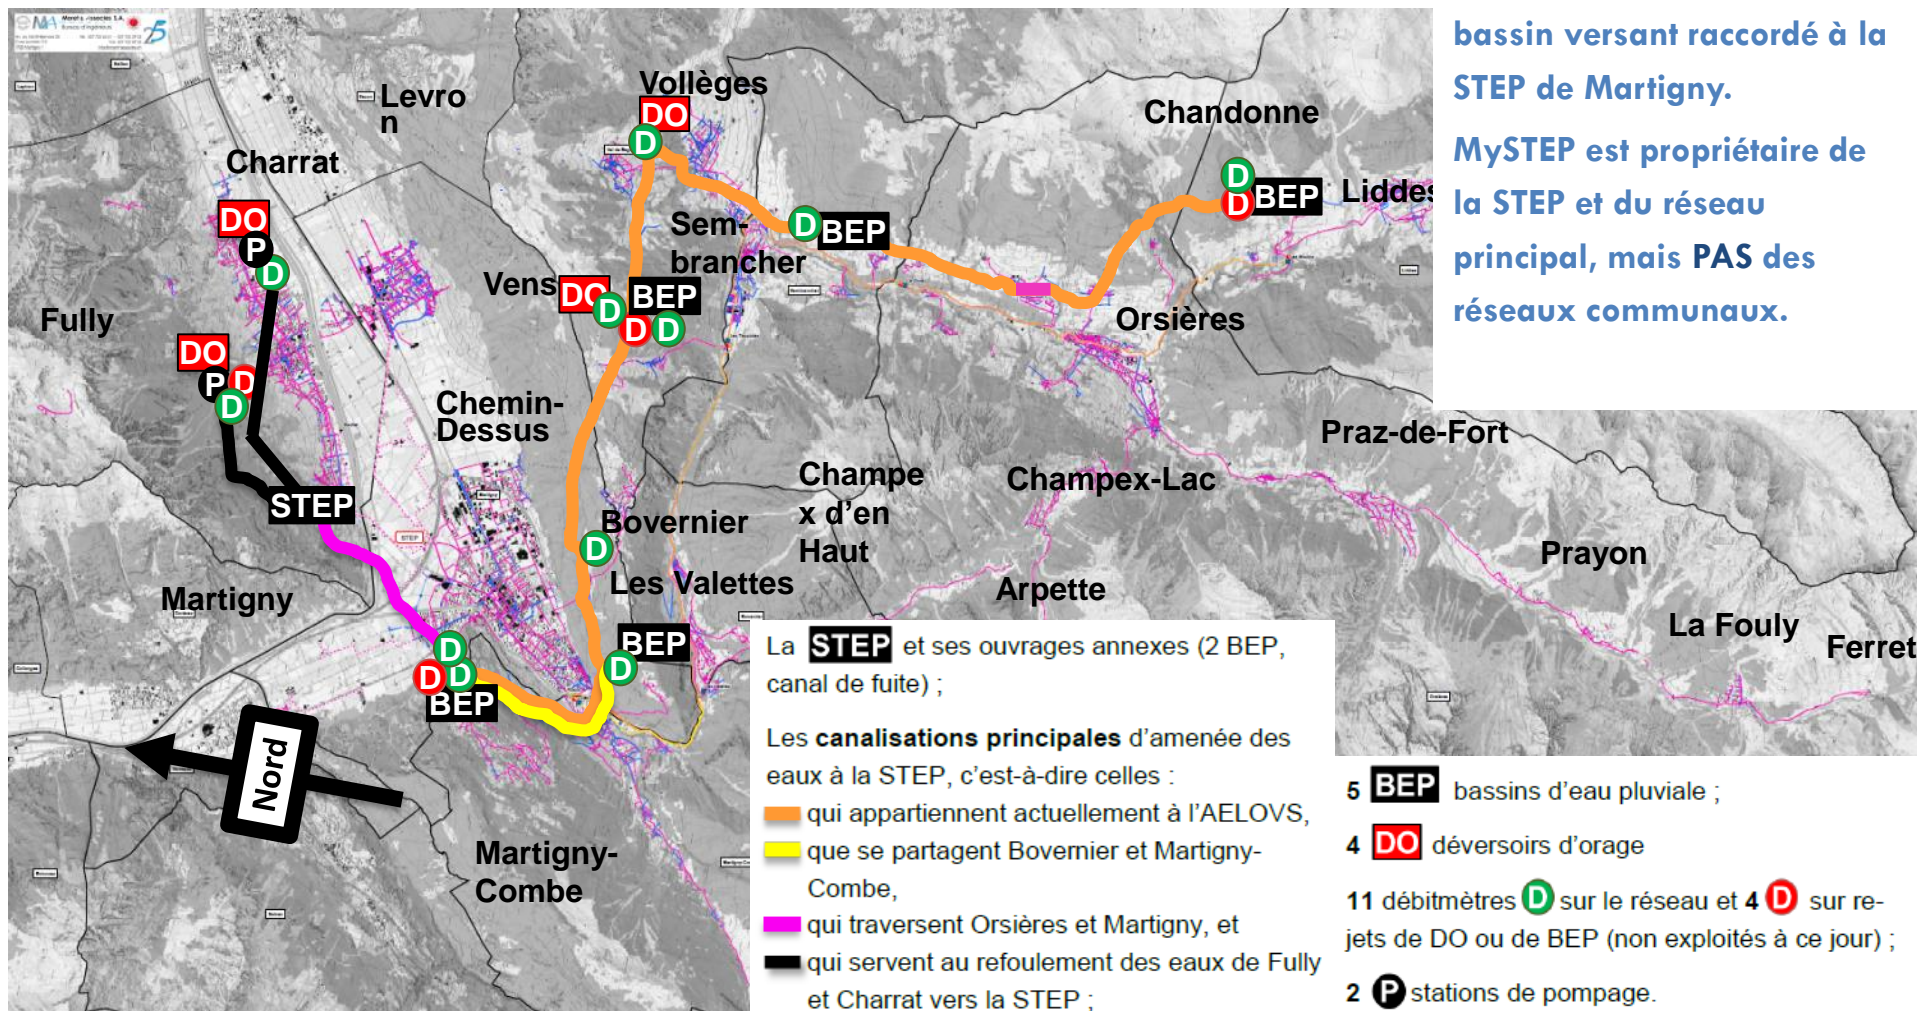 Meretz Associés S.A.
bassin versant raccordé à la
STEP de Martigny.
MySTEP est propriétaire de
la STEP et du réseau
principal, mais PAS des
réseaux communaux.
Vollèges
DO
D
Levro
n
Chandonne
Charrat
D
D
BEP
Liddes
DO
P
D
Sem-
brancher
D
BEP
Vens
DO
D
BEP
D
D
Fully
Orsières
DO
P
D
D
Chemin-
Dessus
Praz-de-Fort
Champe
x d'en
Haut
Champex-Lac
STEP
STEP
Bovernier
D
Prayon
Les Valettes
Arpette
Martigny
La Fouly
Ferret
BEP
D
D
D
D
BEP
Nord
Martigny-
Combe
La STEP et ses ouvrages annexes (2 BEP,
canal de fuite) ;
Les canalisations principales d'amenée des
eaux à la STEP, c'est-à-dire celles :
qui appartiennent actuellement à l'AELOVS,
que se partagent Bovernier et Martigny-
Combe,
qui traversent Orsières et Martigny, et
qui servent au refoulement des eaux de Fully
et Charrat vers la STEP ;
5 BEP bassins d'eau pluviale ;
4 DO déversoirs d'orage
11 débitmètres D sur le réseau et 4 D sur re-
jets de DO ou de BEP (non exploités à ce jour) ;
2 P stations de pompage.